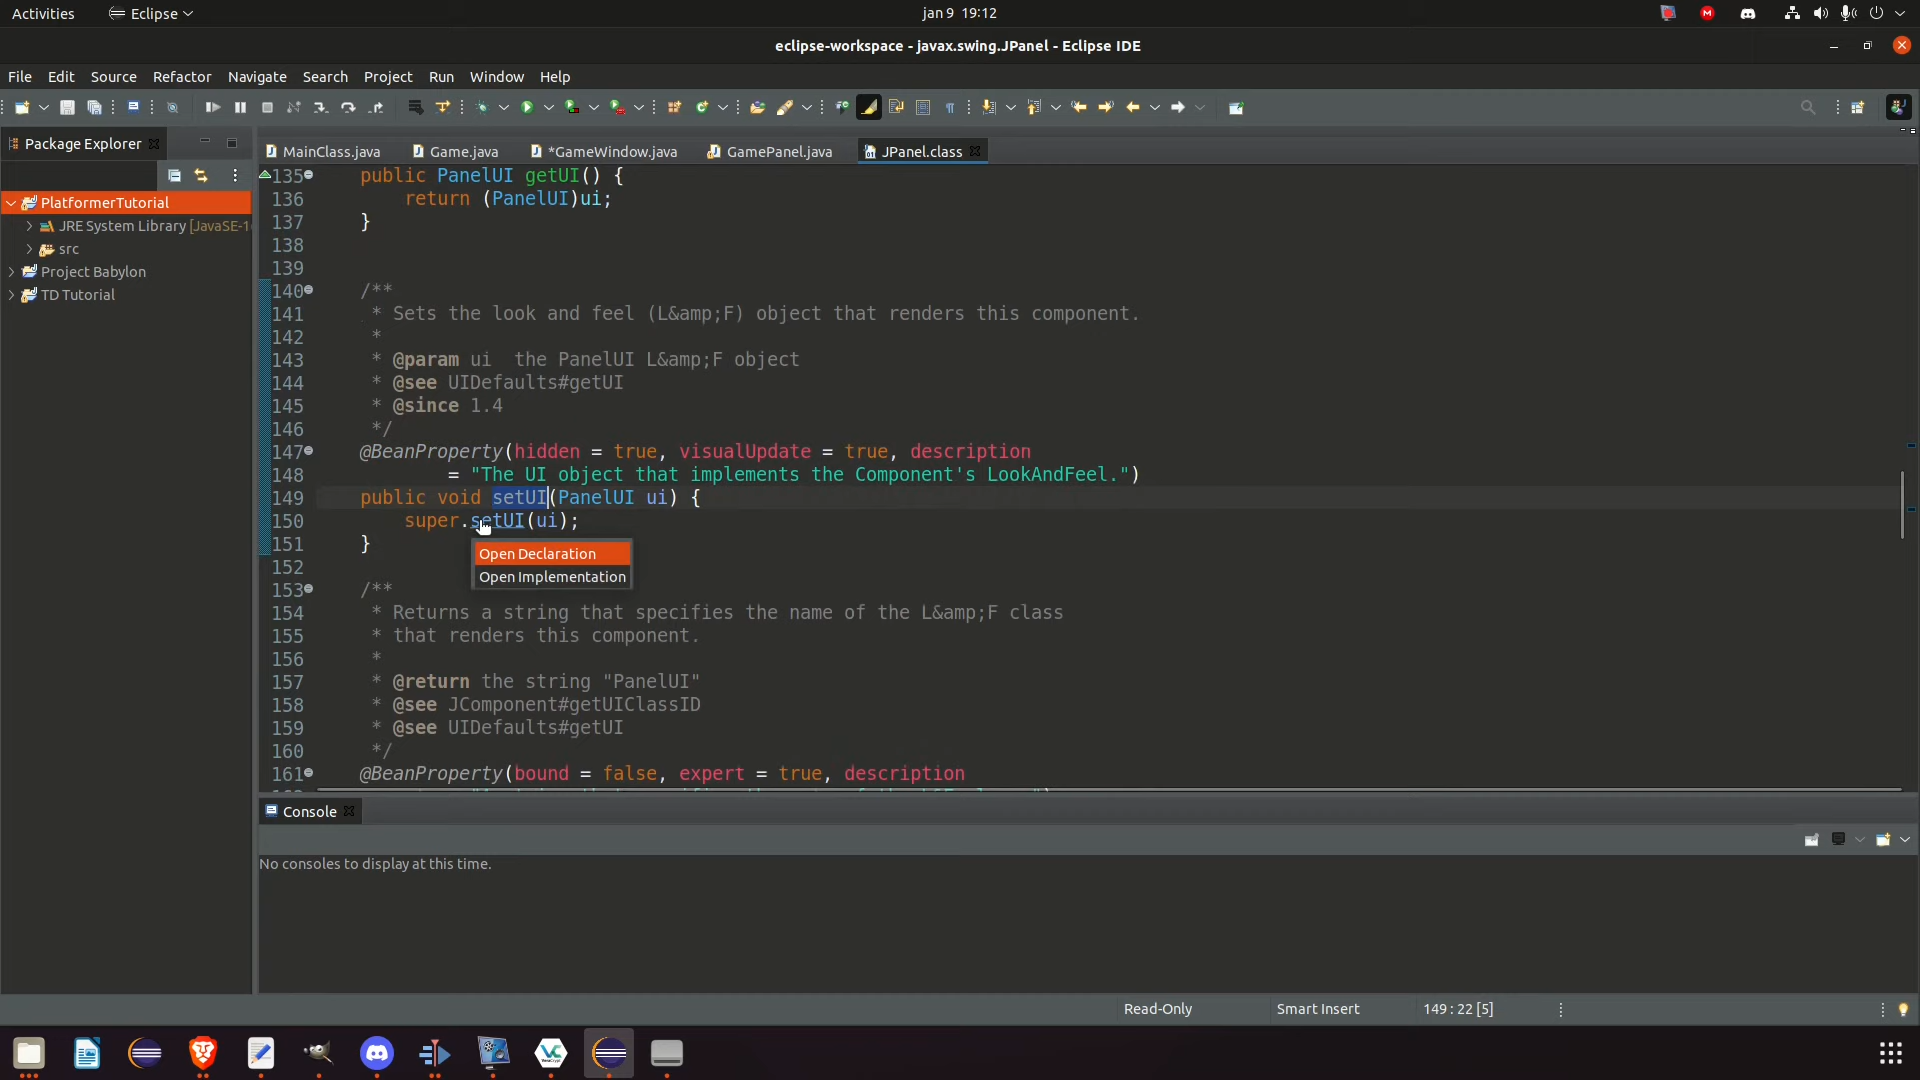 Activities Eclipse jan 9 19:12
eclipse-workspace - javax.swing.JPanel - Eclipse IDE
File Edit Source Refactor Navigate Search Project Run Window Help
Package Explorer
PlatformerTutorial
JRE System Library [JavaSE-1
src
Project Babylon
TD Tutorial
MainClass.java Game.java *GameWindow.java GamePanel.java JPanel.class
135 public PanelUI getUI() {
136 return (PanelUI)ui;
137 }
138
139
140 /**
141 * Sets the look and feel (L&amp;F) object that renders this component.
142 *
143 * @param ui  the PanelUI L&amp;F object
144 * @see UIDefaults#getUI
145 * @since 1.4
146 */
147 @BeanProperty(hidden = true, visualUpdate = true, description
148 = "The UI object that implements the Component's LookAndFeel.")
149 public void setUI(PanelUI ui) {
150 super.setUI(ui);
151 }
Open Declaration
Open Implementation
152
153 /**
154 * Returns a string that specifies the name of the L&amp;F class
155 * that renders this component.
156 *
157 * @return the string "PanelUI"
158 * @see JComponent#getUIClassID
159 * @see UIDefaults#getUI
160 */
161 @BeanProperty(bound = false, expert = true, description
Console
No consoles to display at this time.
Read-Only Smart Insert 149 : 22 [5]